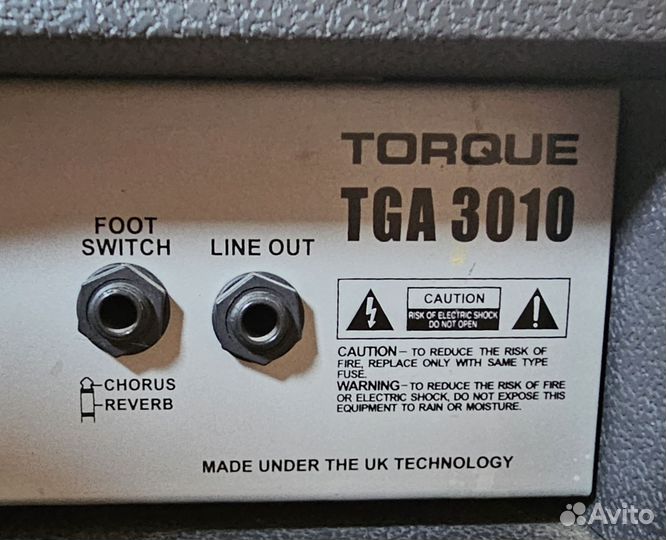 TORQUE
TGA 3010
FOOT
SWITCH
LINE OUT
CAUTION
RISK OF ELECTRIC SHOCK
DO NOT OPEN
CHORUS
REVERB
CAUTION– TO REDUCE THE RISK OF
FIRE, REPLACE ONLY WITH SAME TYPE
FUSE.
WARNING–TO REDUCE THE RISK OF FIRE
OR ELECTRIC SHOCK, DO NOT EXPOSE THIS
EQUIPMENT TO RAIN OR MOISTURE.
MADE UNDER THE UK TECHNOLOGY
Avito